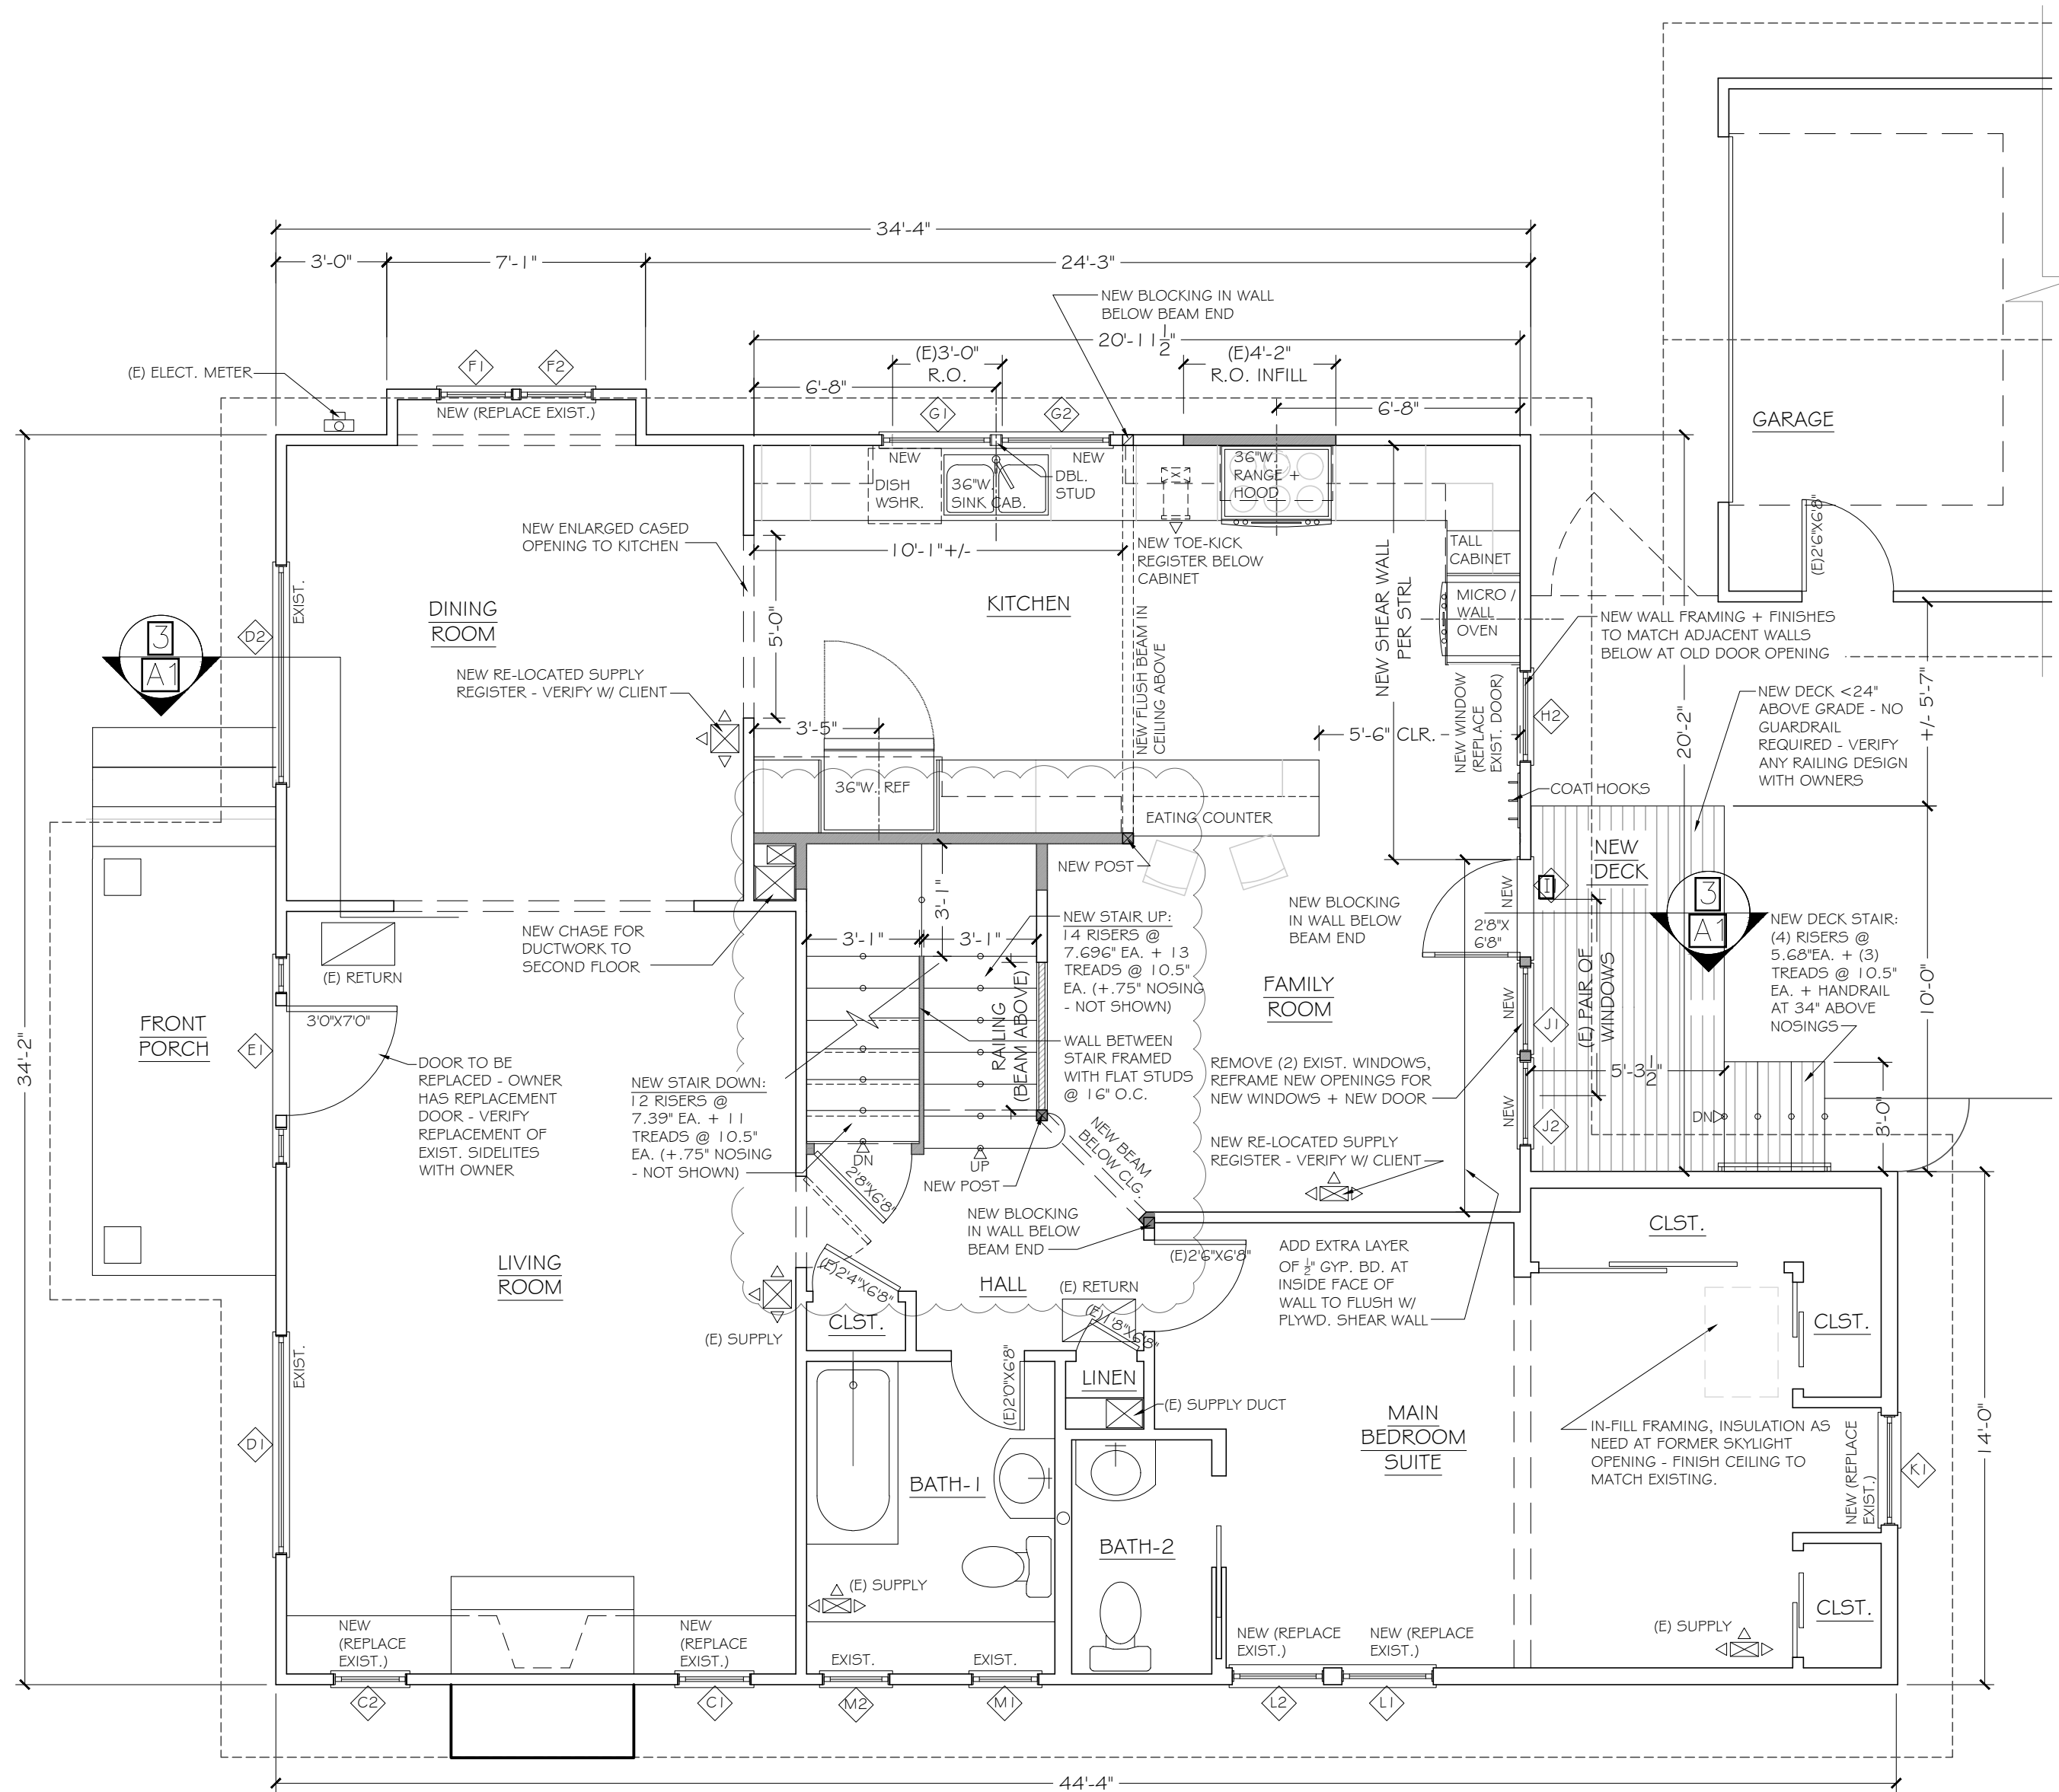 34'-4"
3'-0"
7'-1"
24'-3"
NEW BLOCKING IN WALL
BELOW BEAM END
20'-11 1/2"
(E)3'-0"
R.O.
(E)4'-2"
R.O. INFILL
6'-8"
6'-8"
(E) ELECT. METER
F1
F2
NEW (REPLACE EXIST.)
G1
G2
GARAGE
(E)2'6"X6'8"
NEW
NEW
DISH
WSHR.
36"W.
SINK CAB.
DBL.
STUD
36"W.
RANGE +
HOOD
NEW ENLARGED CASED
OPENING TO KITCHEN
10'-1"+/-
NEW TOE-KICK
REGISTER BELOW
CABINET
TALL
CABINET
MICRO /
WALL
OVEN
NEW SHEAR WALL
PER STRL
EXIST.
D2
3
A1
DINING
ROOM
KITCHEN
5'-0"
NEW FLUSH BEAM IN
CEILING ABOVE
NEW RE-LOCATED SUPPLY
REGISTER - VERIFY W/ CLIENT
3'-5"
5'-6" CLR.
NEW WINDOW
(REPLACE
EXIST. DOOR)
H2
NEW WALL FRAMING + FINISHES
TO MATCH ADJACENT WALLS
BELOW AT OLD DOOR OPENING
20'-2"
+/- 5'-7"
NEW DECK <24"
ABOVE GRADE - NO
GUARDRAIL
REQUIRED - VERIFY
ANY RAILING DESIGN
WITH OWNERS
36"W. REF
EATING COUNTER
COAT HOOKS
NEW POST
NEW
DECK
I
3
A1
3'-1"
3'-1"
3'-1"
NEW CHASE FOR
DUCTWORK TO
SECOND FLOOR
(E) RETURN
NEW STAIR UP:
14 RISERS @
7.696" EA. + 13
TREADS @ 10.5"
EA. (+.75" NOSING
- NOT SHOWN)
NEW BLOCKING
IN WALL BELOW
BEAM END
NEW
2'8"X
6'8"
(E) PAIR OF
WINDOWS
NEW DECK STAIR:
(4) RISERS @
5.68"EA. + (3)
TREADS @ 10.5"
EA. + HANDRAIL
AT 34" ABOVE
NOSINGS
10'-0"
FAMILY
ROOM
FRONT
PORCH
E1
3'0"X7'0"
34'-2"
RAILING
(BEAM ABOVE)
WALL BETWEEN
STAIR FRAMED
WITH FLAT STUDS
@ 16" O.C.
NEW
J1
REMOVE (2) EXIST. WINDOWS,
REFRAME NEW OPENINGS FOR
NEW WINDOWS + NEW DOOR
5'-3 1/2"
NEW
J2
DN
3'-0"
DOOR TO BE
REPLACED - OWNER
HAS REPLACEMENT
DOOR - VERIFY
REPLACEMENT OF
EXIST. SIDELITES
WITH OWNER
NEW STAIR DOWN:
12 RISERS @
7.39" EA. + 11
TREADS @ 10.5"
EA. (+.75" NOSING
- NOT SHOWN)
DN
UP
2'8"X6'8"
NEW POST
NEW BEAM
BELOW CLG.
NEW RE-LOCATED SUPPLY
REGISTER - VERIFY W/ CLIENT
NEW BLOCKING
IN WALL BELOW
BEAM END
LIVING
ROOM
(E)2'4"X6'8"
HALL
(E) RETURN
(E)2'6"X6'8"
(E)1'8"X6'8"
ADD EXTRA LAYER
OF 1/2" GYP. BD. AT
INSIDE FACE OF
WALL TO FLUSH W/
PLYWD. SHEAR WALL
CLST.
CLST.
CLST.
(E) SUPPLY
EXIST.
(E)2'0"X6'8"
LINEN
(E) SUPPLY DUCT
D1
MAIN
BEDROOM
SUITE
IN-FILL FRAMING, INSULATION AS
NEED AT FORMER SKYLIGHT
OPENING - FINISH CEILING TO
MATCH EXISTING.
NEW (REPLACE
EXIST.)
K1
14'-0"
BATH-1
BATH-2
(E) SUPPLY
CLST.
(E) SUPPLY
NEW
(REPLACE
EXIST.)
NEW
(REPLACE
EXIST.)
EXIST.
EXIST.
NEW (REPLACE
EXIST.)
NEW (REPLACE
EXIST.)
C2
C1
M2
M1
L2
L1
44'-4"